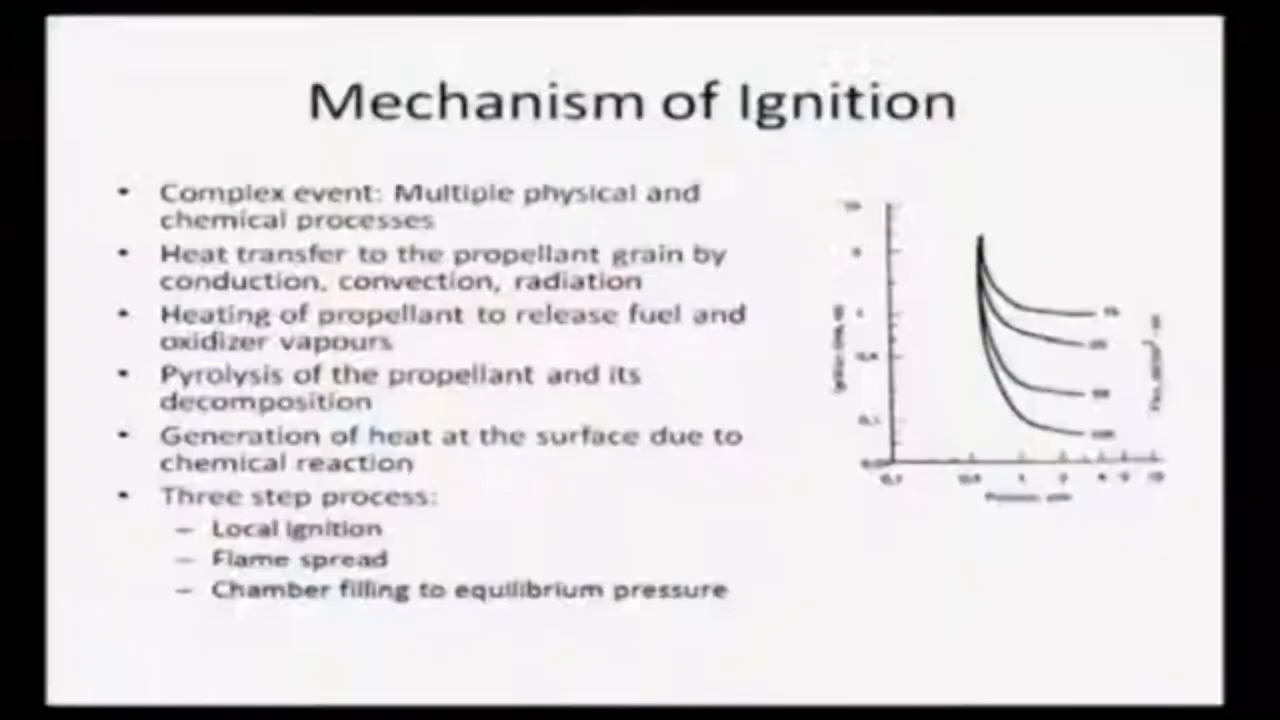 Mechanism of Ignition
• Complex event: Multiple physical and
chemical processes
• Heat transfer to the propellant grain by
conduction, convection, radiation
• Heating of propellant to release fuel and
oxidizer vapours
• Pyrolysis of the propellant and its
decomposition
• Generation of heat at the surface due to
chemical reaction
• Three step process:
– Local ignition
– Flame spread
– Chamber filling to equilibrium pressure